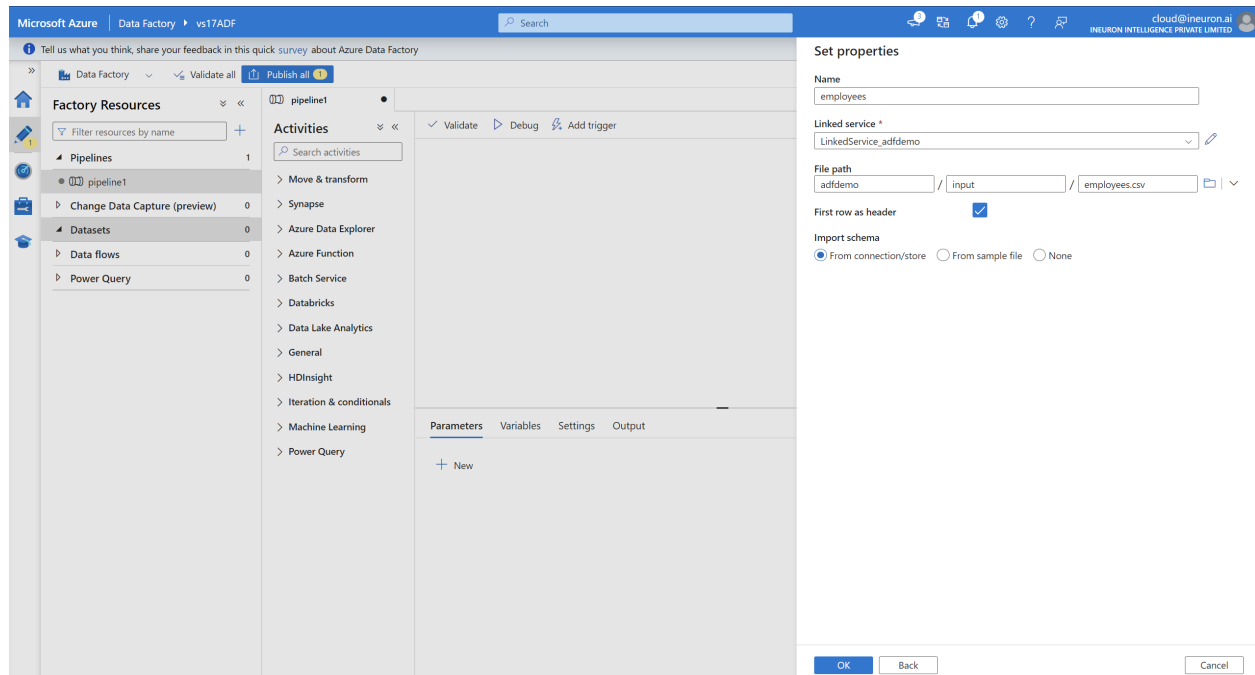 Microsoft Azure Data Factory vs17ADF Search 3 1 ? cloud@ineuron.ai
INEURON INTELLIGENCE PRIVATE LIMITED
Tell us what you think, share your feedback in this quick survey about Azure Data Factory
Data Factory Validate all Publish all 1
1
Factory Resources
Filter resources by name
Pipelines 1
pipeline1
Change Data Capture (preview) 0
Datasets 0
Data flows 0
Power Query 0
pipeline1
Activities
Search activities
Move & transform
Synapse
Azure Data Explorer
Azure Function
Batch Service
Databricks
Data Lake Analytics
General
HDInsight
Iteration & conditionals
Machine Learning
Power Query
Validate Debug Add trigger
Parameters Variables Settings Output
New
Set properties
Name
employees
Linked service *
LinkedService_adfdemo
File path
adfdemo / input / employees.csv
First row as header
Import schema
From connection/store From sample file None
OK Back Cancel